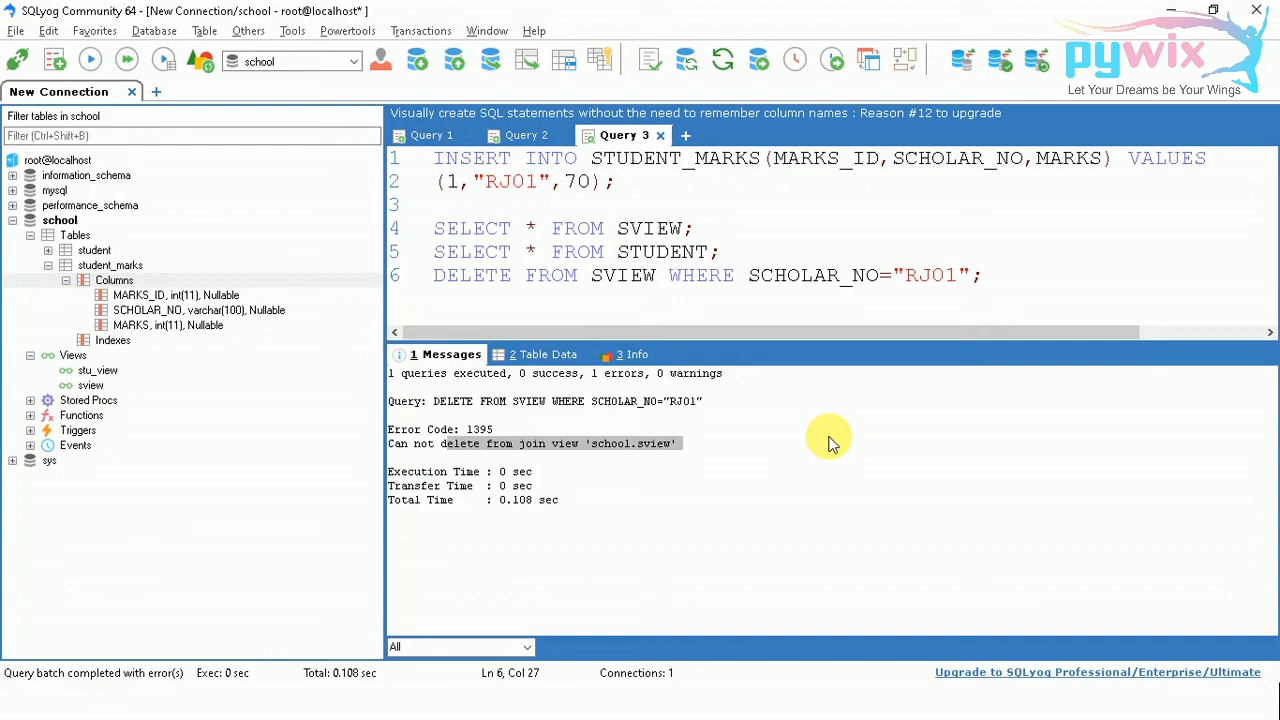 SQLyog Community 64 - [New Connection/school - root@localhost* ]
File Edit Favorites Database Table Others Tools Powertools Transactions Window Help
school
pywix
Let Your Dreams be Your Wings
New Connection
Filter tables in school
Filter (Ctrl+Shift+B)
root@localhost
information_schema
mysql
performance_schema
school
Tables
student
student_marks
Columns
MARKS_ID, int(11), Nullable
SCHOLAR_NO, varchar(100), Nullable
MARKS, int(11), Nullable
Indexes
Views
stu_view
sview
Stored Procs
Functions
Triggers
Events
sys
Visually create SQL statements without the need to remember column names : Reason #12 to upgrade
Query 1 Query 2 Query 3
1 INSERT INTO STUDENT_MARKS(MARKS_ID,SCHOLAR_NO,MARKS) VALUES
2 (1,"RJ01",70);
3
4 SELECT * FROM SVIEW;
5 SELECT * FROM STUDENT;
6 DELETE FROM SVIEW WHERE SCHOLAR_NO="RJ01";
1 Messages 2 Table Data 3 Info
1 queries executed, 0 success, 1 errors, 0 warnings
Query: DELETE FROM SVIEW WHERE SCHOLAR_NO="RJ01"
Error Code: 1395
Can not delete from join view 'school.sview'
Execution Time : 0 sec
Transfer Time : 0 sec
Total Time : 0.108 sec
All
Query batch completed with error(s) Exec: 0 sec Total: 0.108 sec Ln 6, Col 27 Connections: 1 Upgrade to SQLyog Professional/Enterprise/Ultimate